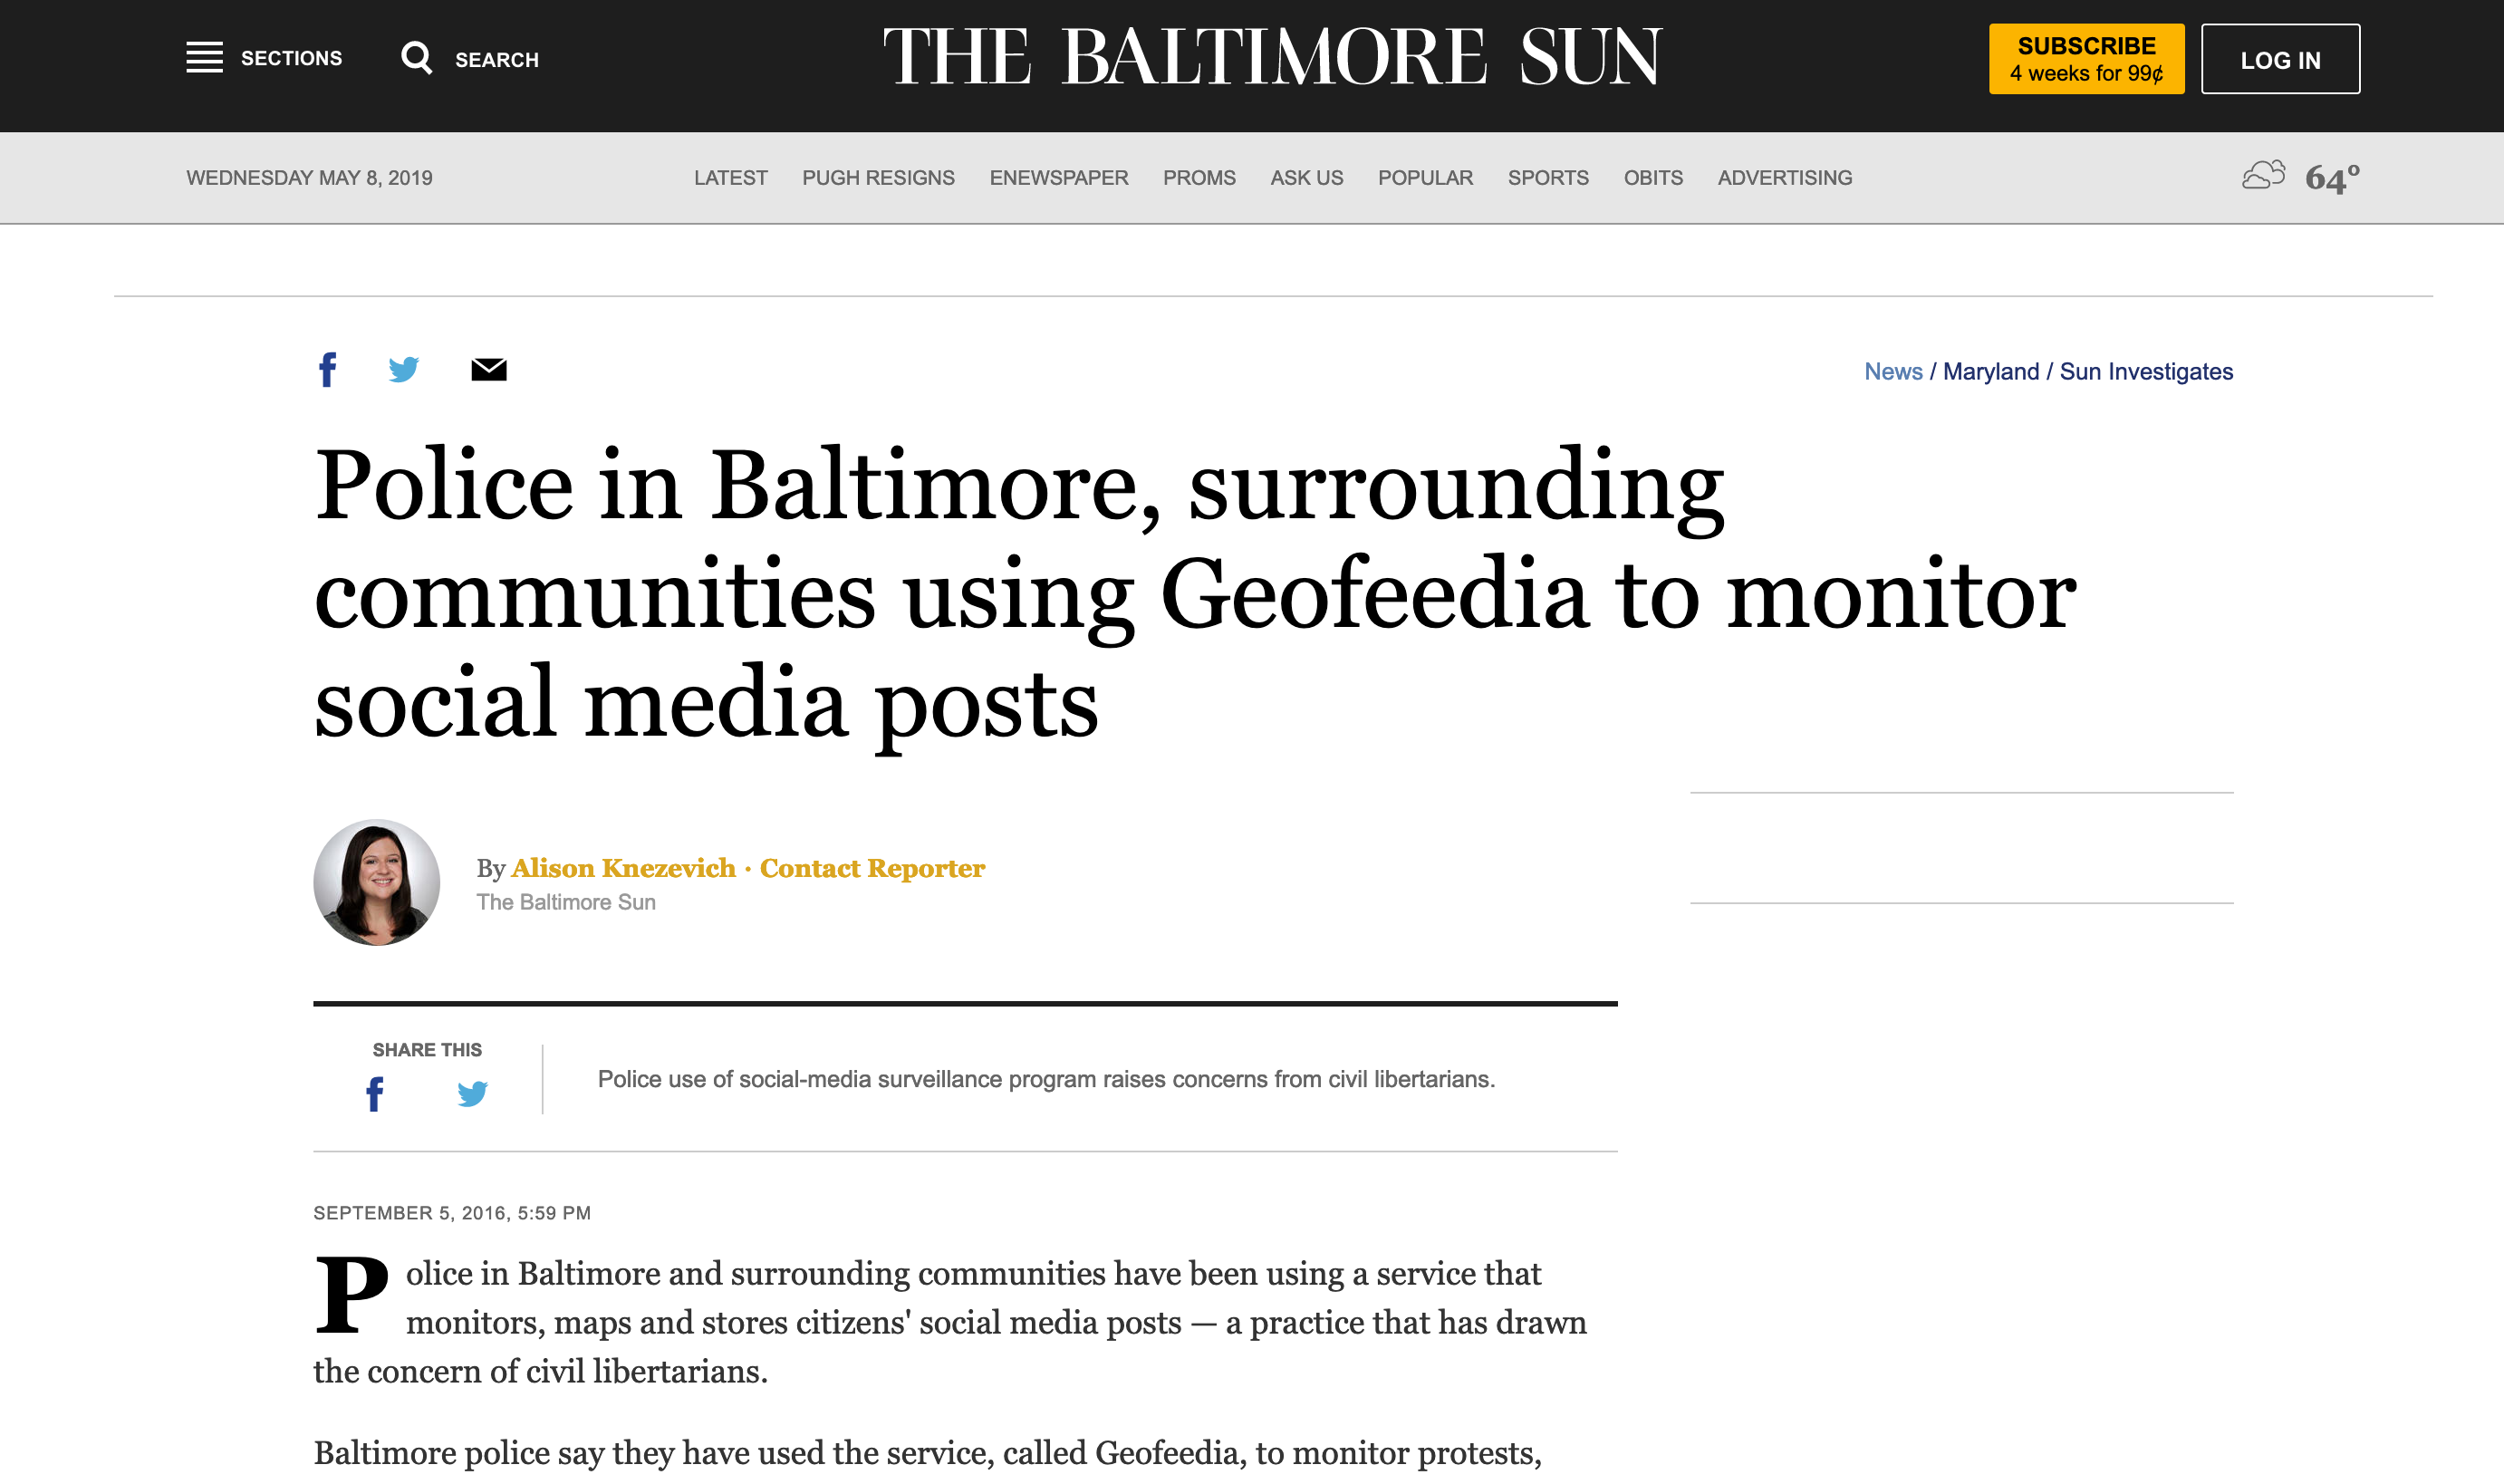 SECTIONS SEARCH THE BALTIMORE SUN SUBSCRIBE
4 weeks for 99¢ LOG IN
WEDNESDAY MAY 8, 2019 LATEST PUGH RESIGNS ENEWSPAPER PROMS ASK US POPULAR SPORTS OBITS ADVERTISING 64°
News / Maryland / Sun Investigates
Police in Baltimore, surrounding
communities using Geofeedia to monitor
social media posts
By Alison Knezevich · Contact Reporter
The Baltimore Sun
SHARE THIS
Police use of social-media surveillance program raises concerns from civil libertarians.
SEPTEMBER 5, 2016, 5:59 PM
Police in Baltimore and surrounding communities have been using a service that
monitors, maps and stores citizens' social media posts — a practice that has drawn
the concern of civil libertarians.
Baltimore police say they have used the service, called Geofeedia, to monitor protests,